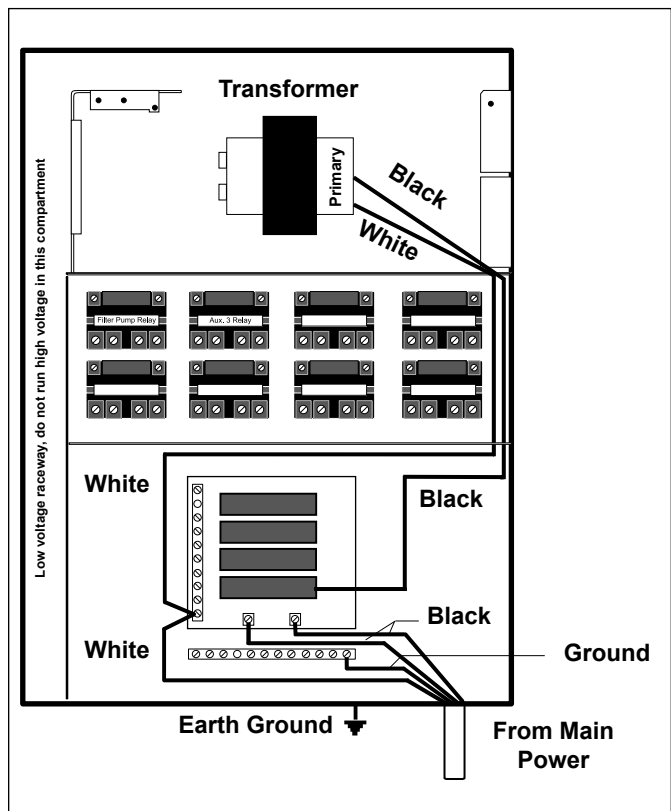 Transformer
Low voltage raceway, do not run high voltage in this compartment
Primary
Black
White
Filter Pump Relay
Aux. 3 Relay
White
Black
Black
White
Ground
Earth Ground
From Main
Power